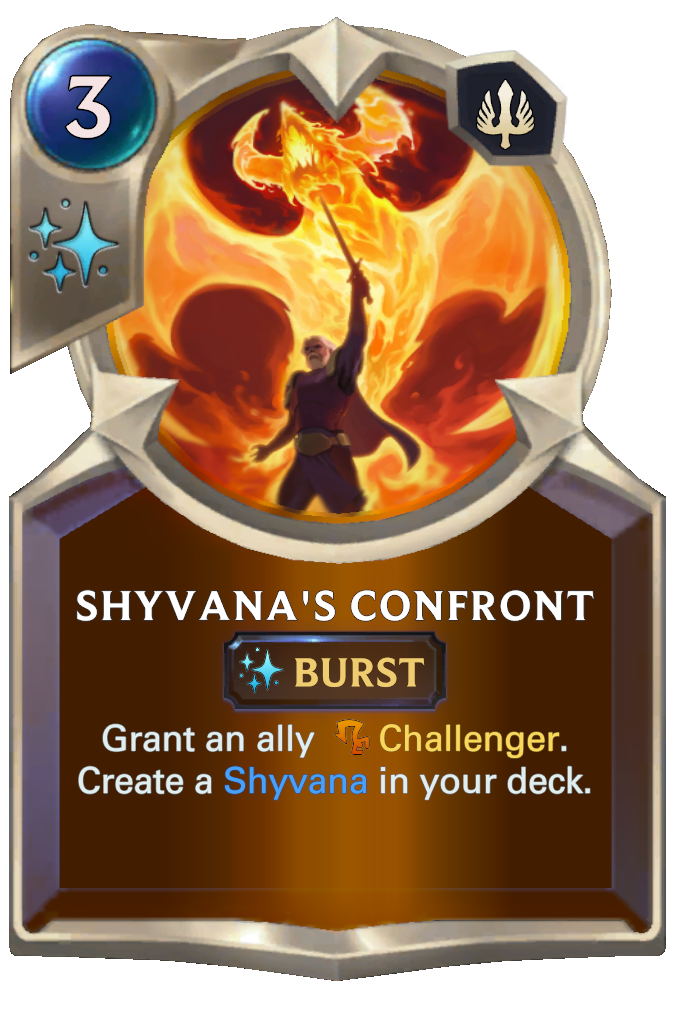 3
SHYVANA'S CONFRONT
BURST
Grant an ally Challenger.
Create a Shyvana in your deck.